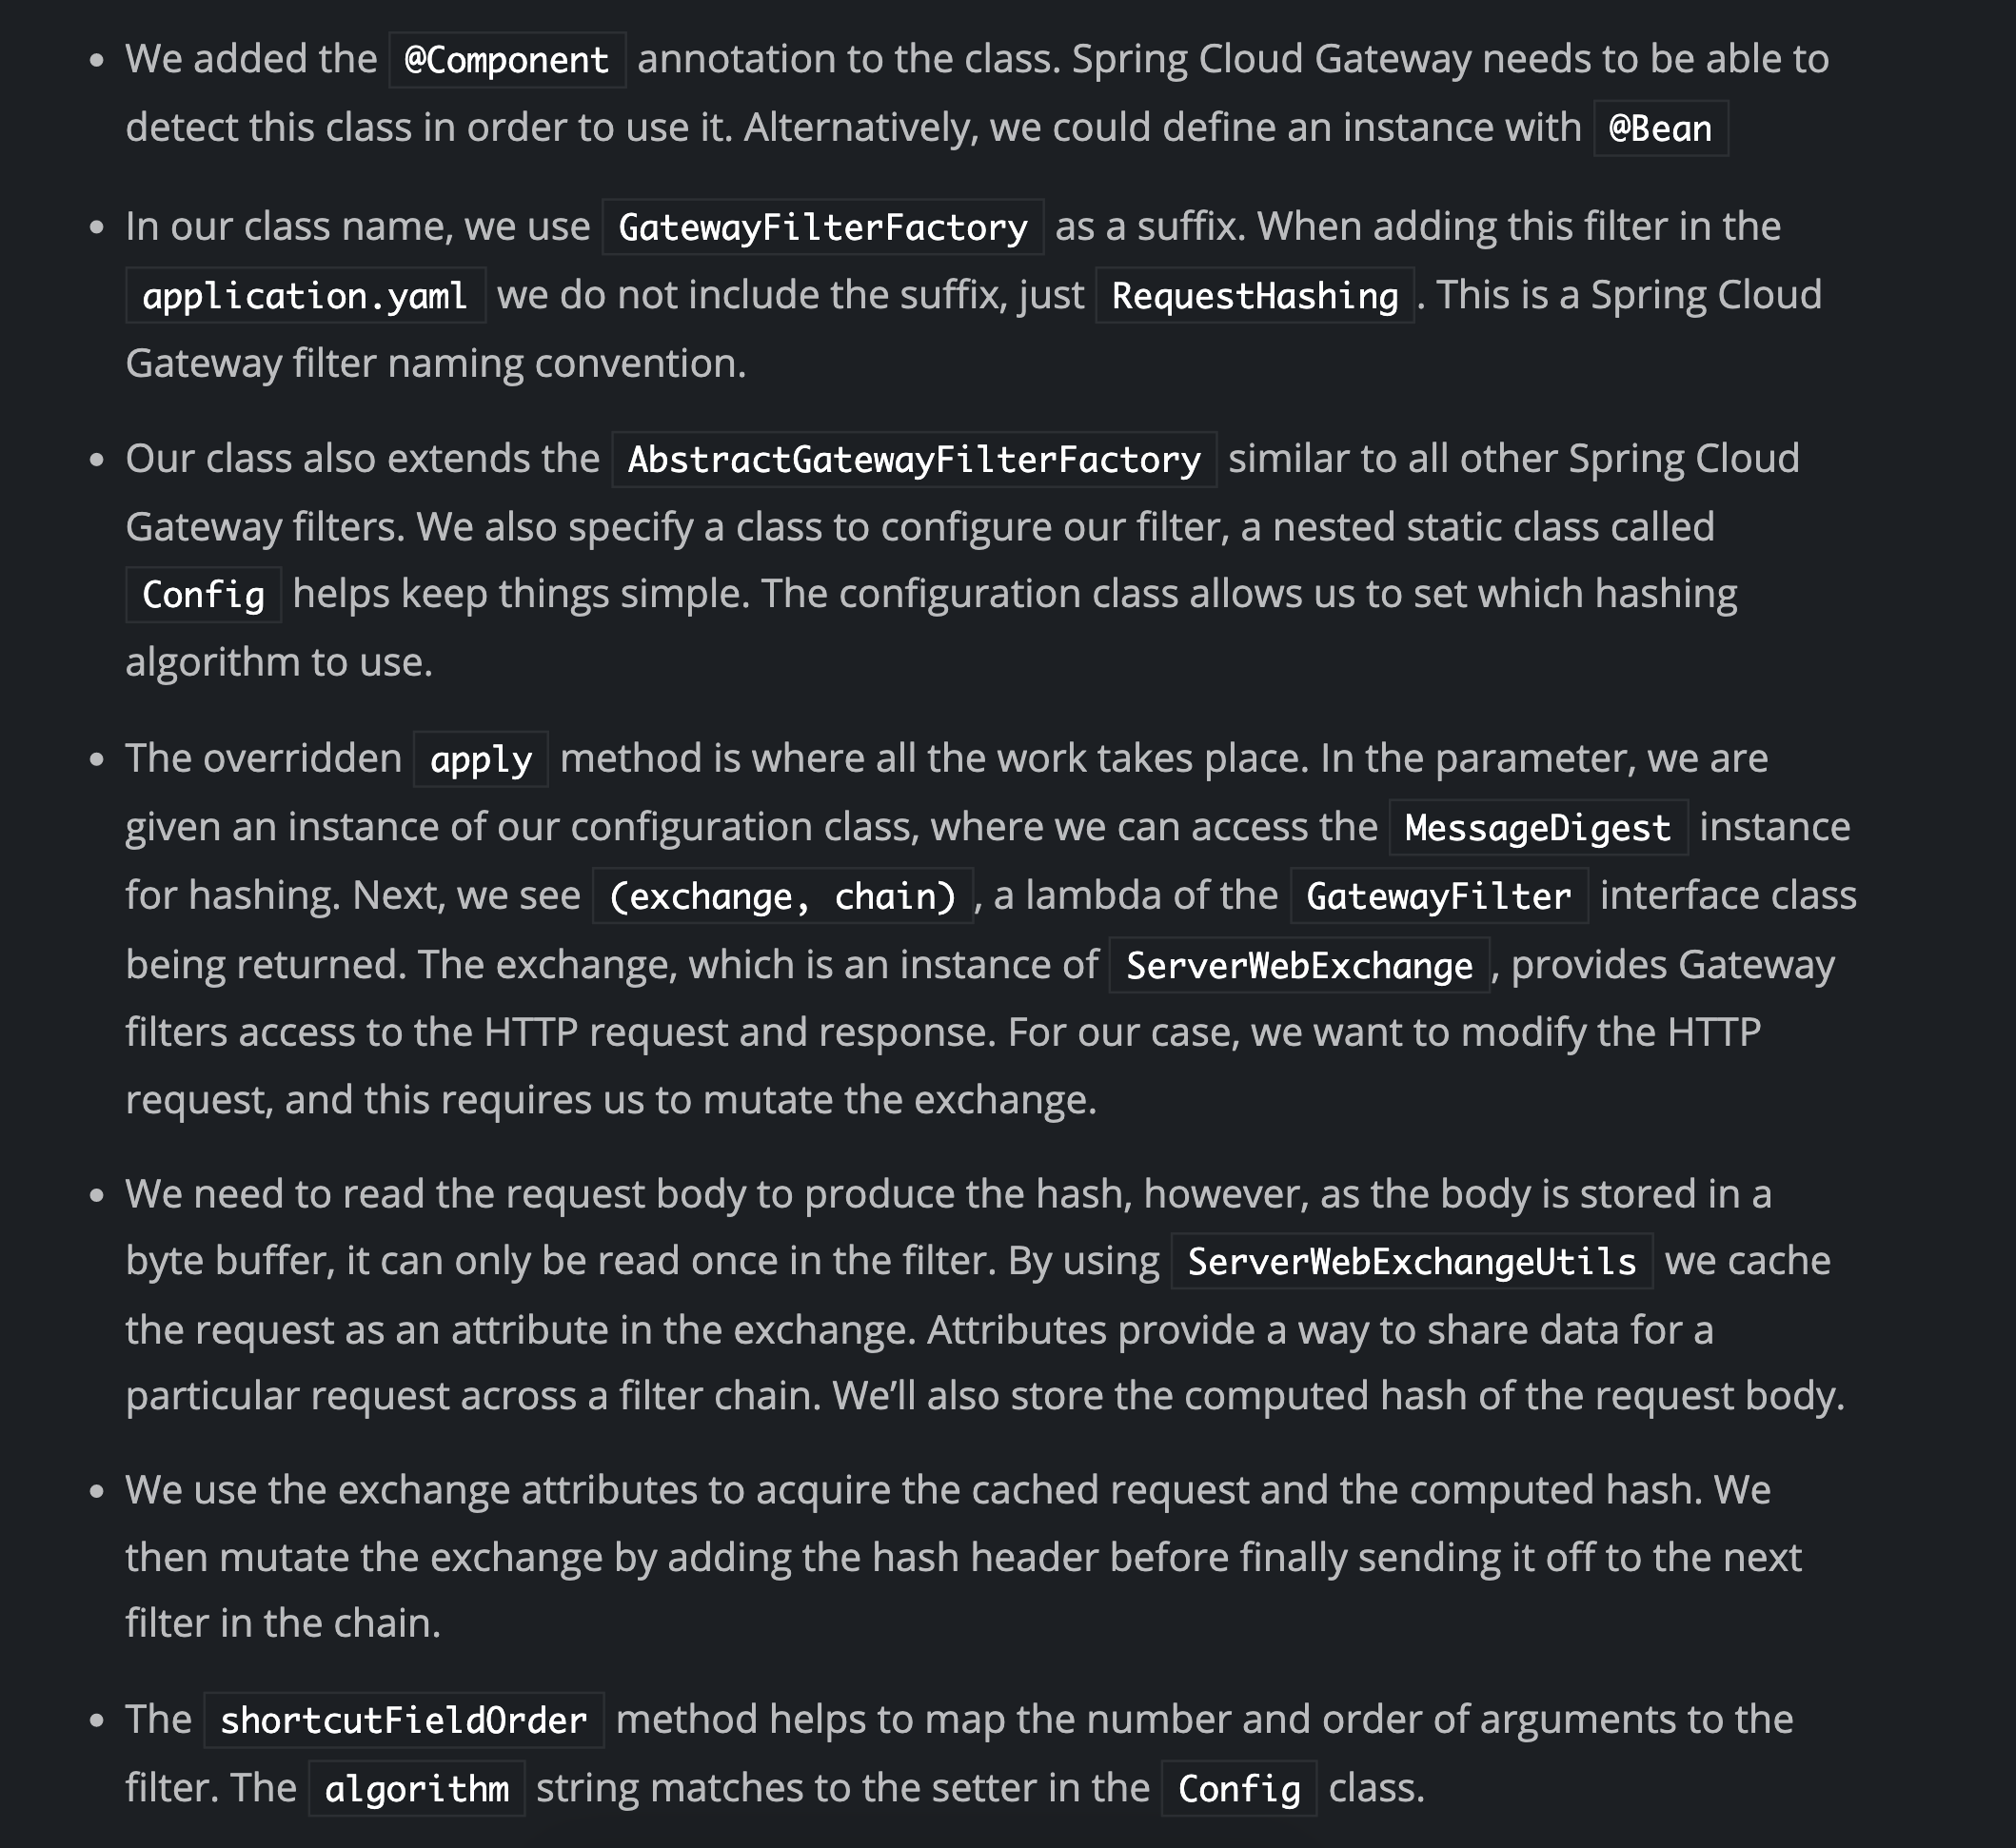 We added the @Component annotation to the class. Spring Cloud Gateway needs to be able to
detect this class in order to use it. Alternatively, we could define an instance with @Bean
In our class name, we use GatewayFilterFactory as a suffix. When adding this filter in the
application.yaml we do not include the suffix, just RequestHashing. This is a Spring Cloud
Gateway filter naming convention.
Our class also extends the AbstractGatewayFilterFactory similar to all other Spring Cloud
Gateway filters. We also specify a class to configure our filter, a nested static class called
Config helps keep things simple. The configuration class allows us to set which hashing
algorithm to use.
The overridden apply method is where all the work takes place. In the parameter, we are
given an instance of our configuration class, where we can access the MessageDigest instance
for hashing. Next, we see (exchange, chain), a lambda of the GatewayFilter interface class
being returned. The exchange, which is an instance of ServerWebExchange, provides Gateway
filters access to the HTTP request and response. For our case, we want to modify the HTTP
request, and this requires us to mutate the exchange.
We need to read the request body to produce the hash, however, as the body is stored in a
byte buffer, it can only be read once in the filter. By using ServerWebExchangeUtils we cache
the request as an attribute in the exchange. Attributes provide a way to share data for a
particular request across a filter chain. We’ll also store the computed hash of the request body.
We use the exchange attributes to acquire the cached request and the computed hash. We
then mutate the exchange by adding the hash header before finally sending it off to the next
filter in the chain.
The shortcutFieldOrder method helps to map the number and order of arguments to the
filter. The algorithm string matches to the setter in the Config class.